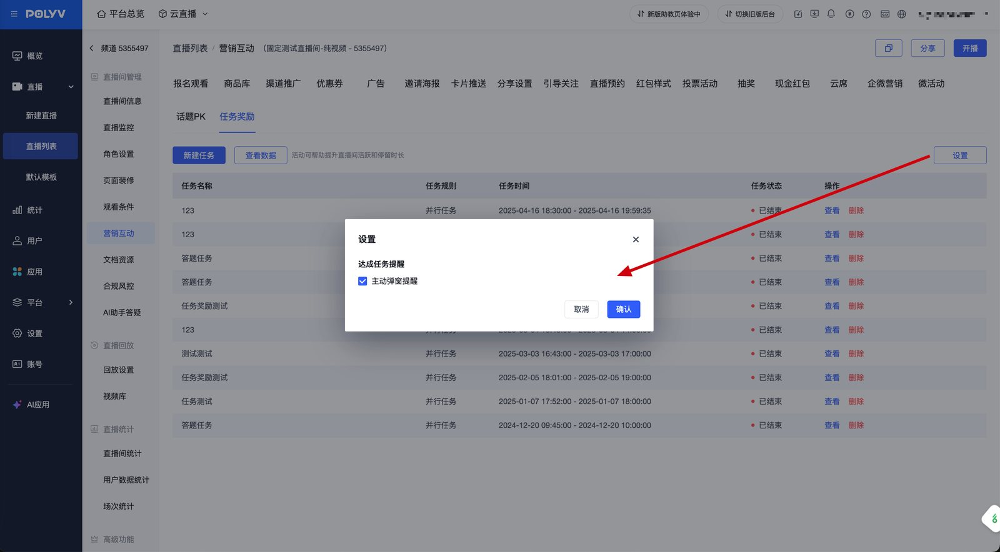 POLYV
平台总览
云直播
新版助教页体验中
切换旧版后台
概览
直播
新建直播
直播列表
默认模板
统计
用户
应用
平台
设置
账号
AI应用
频道 5355497
直播间管理
直播间信息
直播监控
角色设置
页面装修
观看条件
营销互动
文档资源
合规风控
AI助手答疑
直播回放
回放设置
视频库
直播统计
直播间统计
用户数据统计
场次统计
高级功能
直播列表 / 营销互动 （固定测试直播间-纯视频 - 5355497）
分享
开播
报名观看 商品库 渠道推广 优惠券 广告 邀请海报 卡片推送 分享设置 引导关注 直播预约 红包样式 投票活动 抽奖 现金红包 云席 企微营销 微活动
话题PK 任务奖励
新建任务 查看数据 活动可帮助提升直播间活跃和停留时长 设置
任务名称 任务规则 任务时间 任务状态 操作
123 并行任务 2025-04-16 18:30:00 - 2025-04-16 19:59:35 已结束 查看 删除
123 已结束 查看 删除
答题任务 已结束 查看 删除
答题任务 已结束 查看 删除
任务奖励测试 已结束 查看 删除
123 已结束 查看 删除
测试测试 并行任务 2025-03-03 16:43:00 - 2025-03-03 17:00:00 已结束 查看 删除
任务奖励测试 并行任务 2025-02-05 18:01:00 - 2025-02-05 19:00:00 已结束 查看 删除
任务测试 并行任务 2025-01-07 17:52:00 - 2025-01-07 18:00:00 已结束 查看 删除
答题任务 并行任务 2024-12-20 09:45:00 - 2024-12-20 10:00:00 已结束 查看 删除
设置
达成任务提醒
主动弹窗提醒
取消 确认